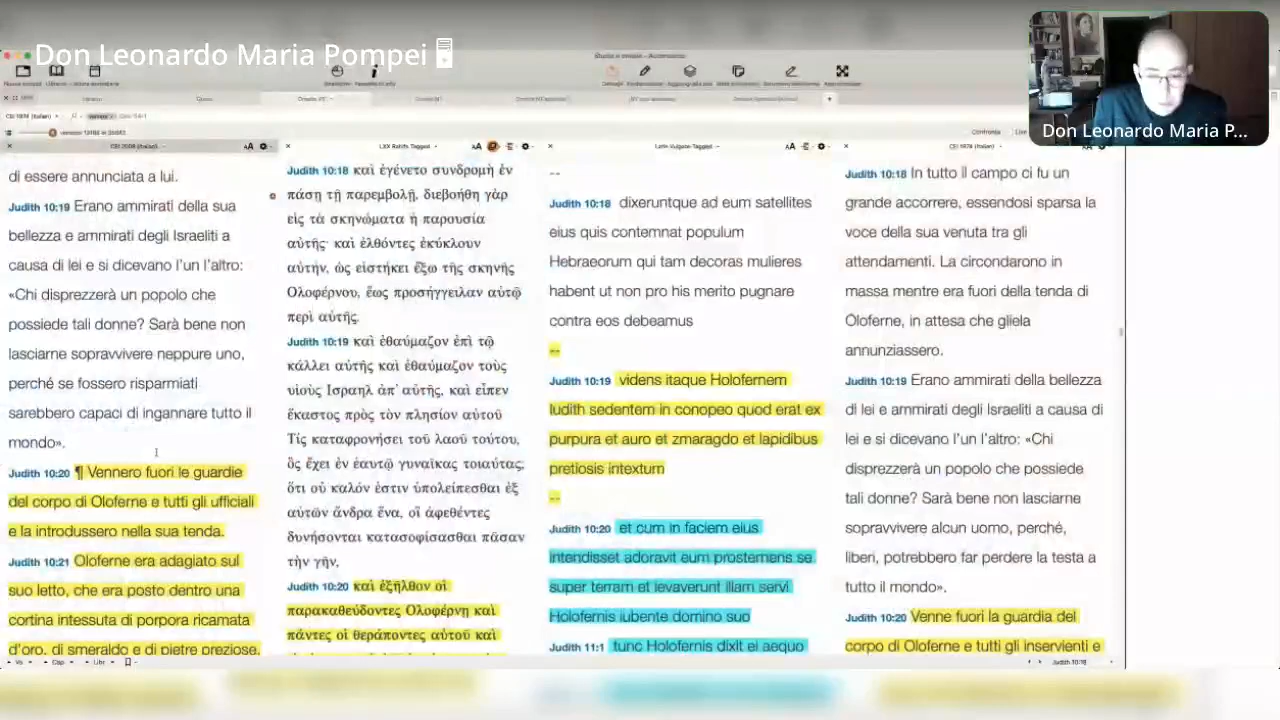 Don Leonardo Maria Pompei
Don Leonardo Maria P...
di essere annunciata a lui.
Judith 10:19 Erano ammirati della sua
bellezza e ammirati degli Israeliti a
causa di lei e si dicevano l'un l'altro:
«Chi disprezzerà un popolo che
possiede tali donne? Sarà bene non
lasciarne sopravvivere neppure uno,
perché se fossero risparmiati
sarebbero capaci di ingannare tutto il
mondo».
Judith 10:20 ¶ Vennero fuori le guardie
del corpo di Oloferne e tutti gli ufficiali
e la introdussero nella sua tenda.
Judith 10:21 Oloferne era adagiato sul
suo letto, che era posto dentro una
cortina intessuta di porpora ricamata
d'oro, di smeraldo e di pietre preziose,
LXX Rahlfs Tagged
Judith 10:18 καὶ ἐγένετο συνδρομὴ ἐν
πάσῃ τῇ παρεμβολῇ, διεβοήθη γὰρ
εἰς τὰ σκηνώματα ἡ παρουσία
αὐτῆς· καὶ ἐλθόντες ἐκύκλουν
αὐτήν, ὡς εἱστήκει ἔξω τῆς σκηνῆς
Ολοφέρνου, ἕως προσήγγειλαν αὐτῷ
περὶ αὐτῆς.
Judith 10:19 καὶ ἐθαύμαζον ἐπὶ τῷ
κάλλει αὐτῆς καὶ ἐθαύμαζον τοὺς
υἱοὺς Ισραηλ ἀπ' αὐτῆς, καὶ εἶπεν
ἕκαστος πρὸς τὸν πλησίον αὐτοῦ
Τίς καταφρονήσει τοῦ λαοῦ τούτου,
ὃς ἔχει ἐν ἑαυτῷ γυναῖκας τοιαύτας;
ὅτι οὐ καλόν ἐστιν ὑπολείπεσθαι ἐξ
αὐτῶν ἄνδρα ἕνα, οἳ ἀφεθέντες
δυνήσονται κατασοφίσασθαι πᾶσαν
τὴν γῆν.
Judith 10:20 καὶ ἐξῆλθον οἱ
παρακαθεύδοντες Ολοφέρνῃ καὶ
πάντες οἱ θεράποντες αὐτοῦ καὶ
Latin Vulgate Tagged
--
Judith 10:18 dixeruntque ad eum satellites
eius quis contemnat populum
Hebraeorum qui tam decoras mulieres
habent ut non pro his merito pugnare
contra eos debeamus
--
Judith 10:19 videns itaque Holofernem
Iudith sedentem in conopeo quod erat ex
purpura et auro et zmaragdo et lapidibus
pretiosis intextum
--
Judith 10:20 et cum in faciem eius
intendisset adoravit eum prosternens se
super terram et levaverunt illam servi
Holofernis iubente domino suo
Judith 11:1 tunc Holofernis dixit ei aequo
Judith 10:18 In tutto il campo ci fu un
grande accorrere, essendosi sparsa la
voce della sua venuta tra gli
attendamenti. La circondarono in
massa mentre era fuori della tenda di
Oloferne, in attesa che gliela
annunziassero.
Judith 10:19 Erano ammirati della bellezza
di lei e ammirati degli Israeliti a causa di
lei e si dicevano l'un l'altro: «Chi
disprezzerà un popolo che possiede
tali donne? Sarà bene non lasciarne
sopravvivere alcun uomo, perché,
liberi, potrebbero far perdere la testa a
tutto il mondo».
Judith 10:20 Venne fuori la guardia del
corpo di Oloferne e tutti gli inservienti e
Judith 10:18